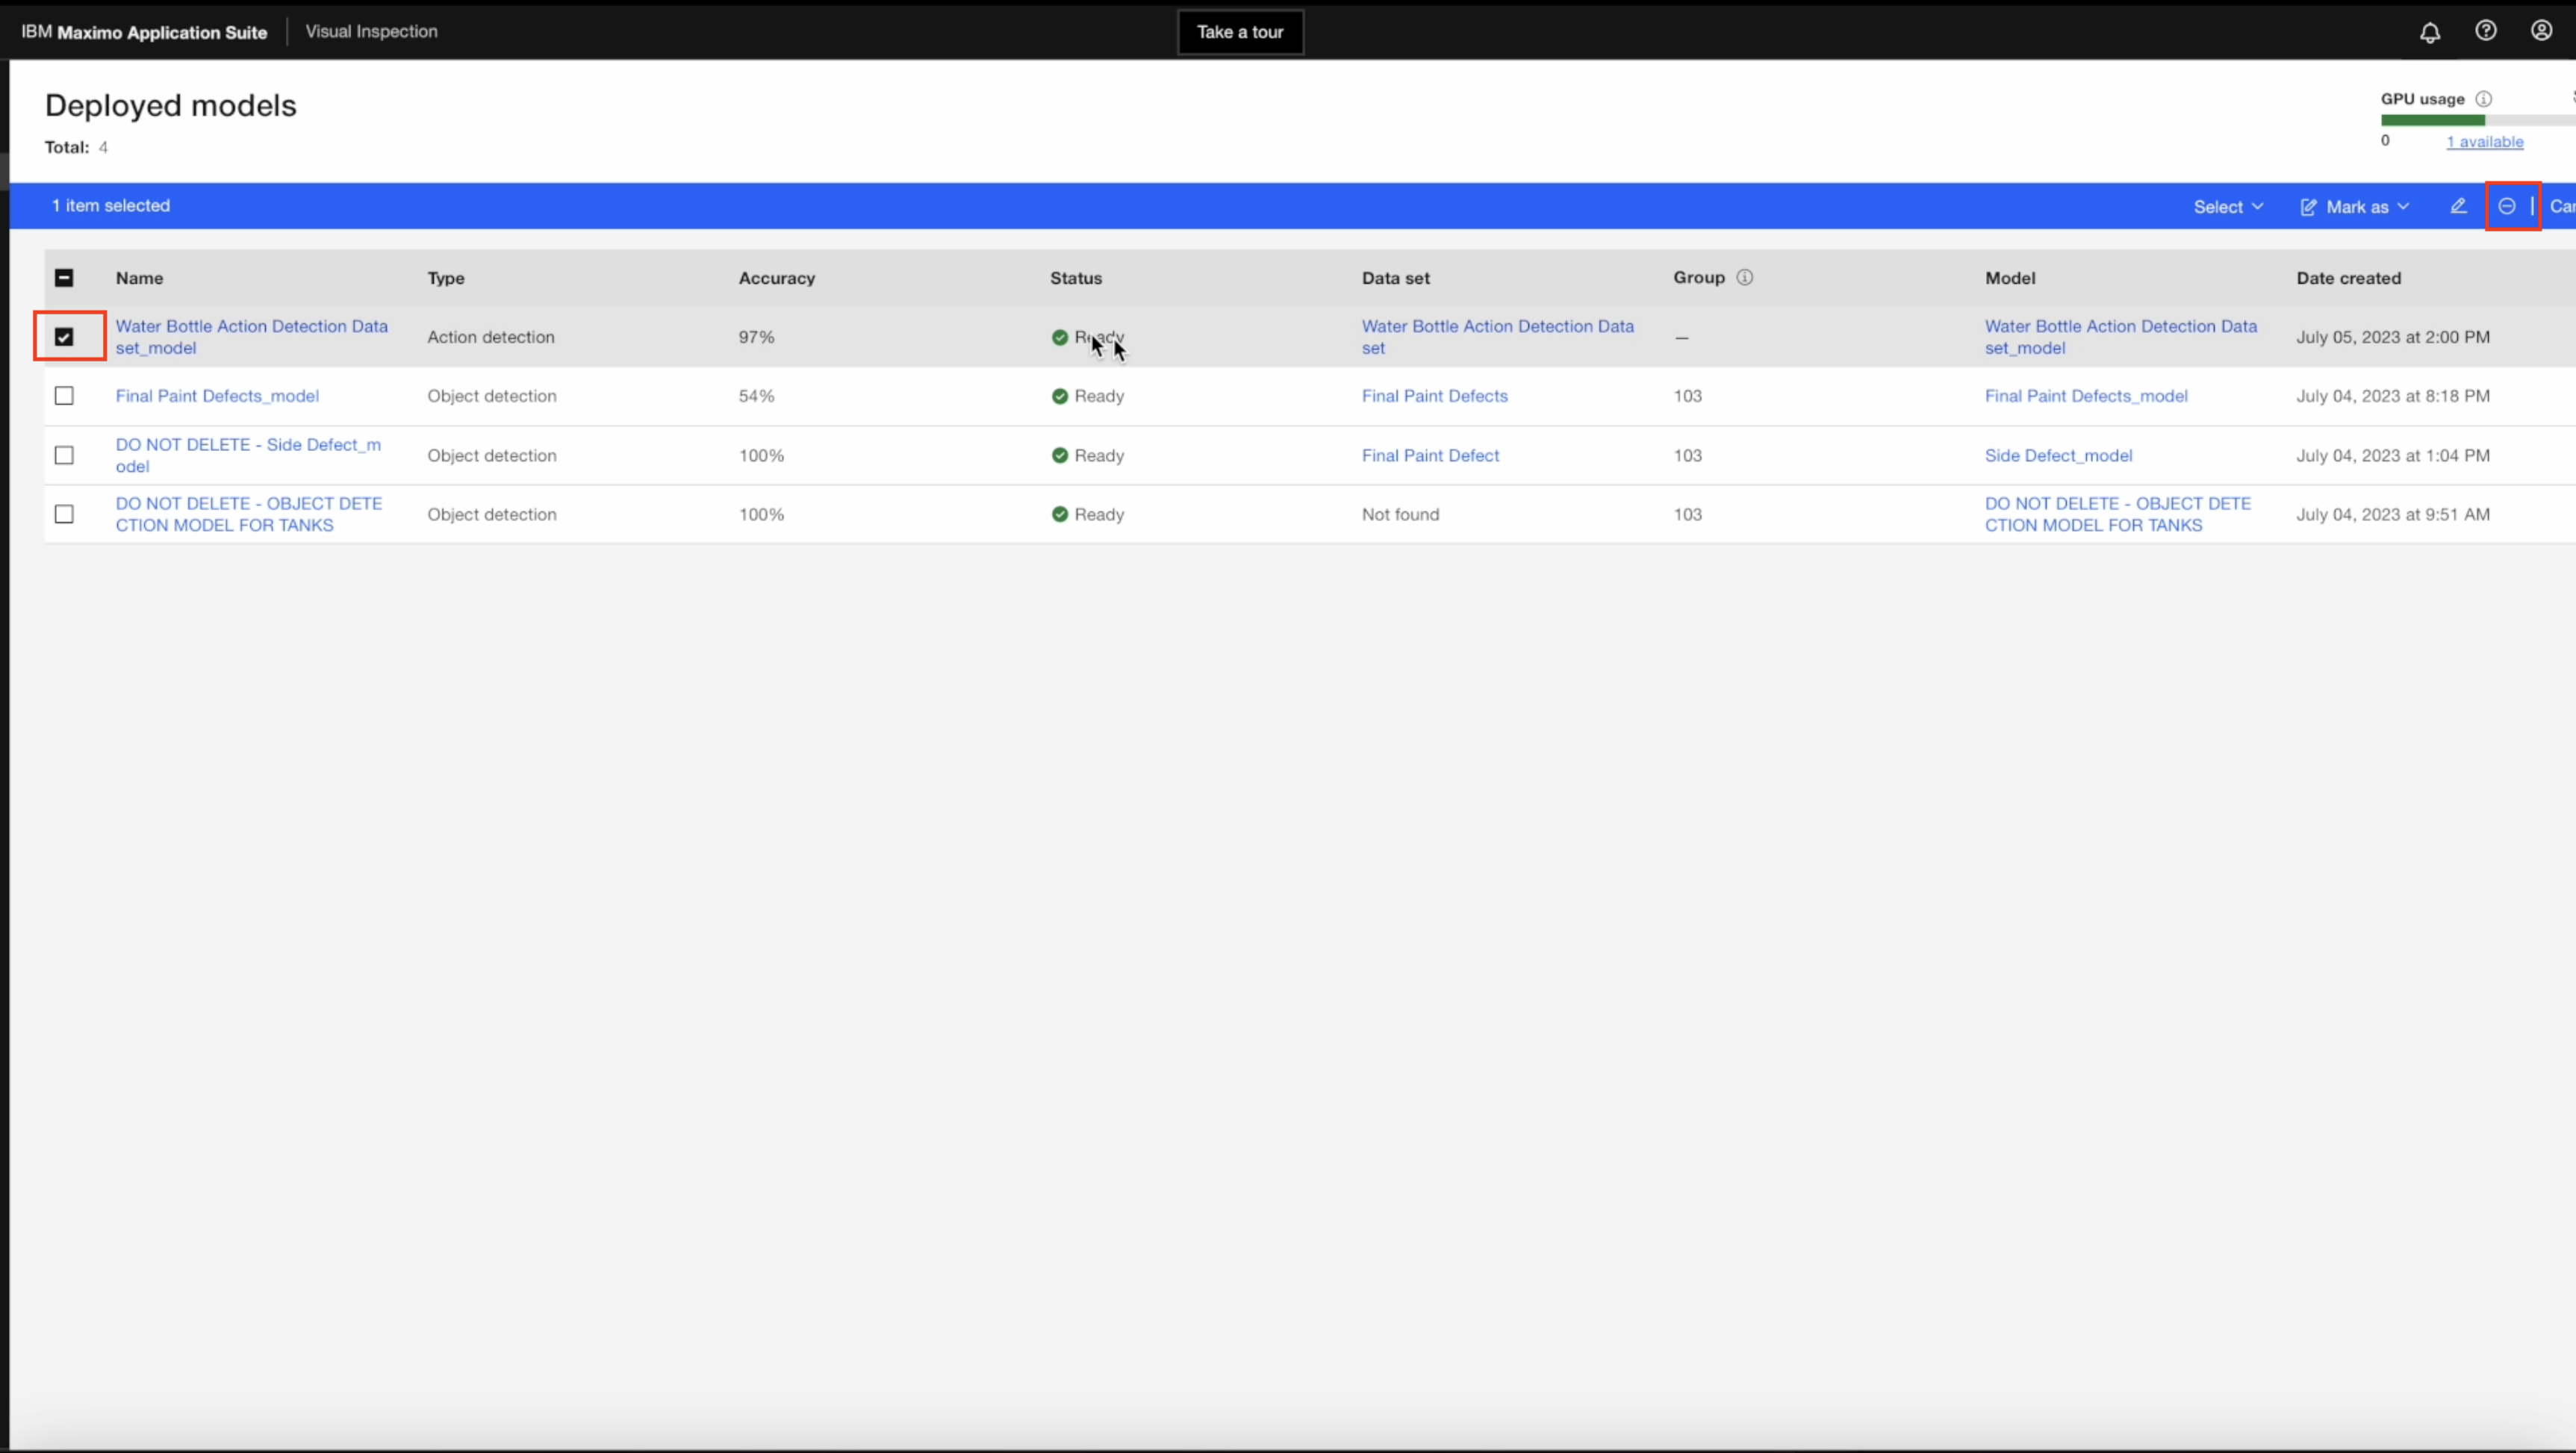 IBM Maximo Application Suite Visual Inspection Take a tour
Deployed models
GPU usage
Total: 4
0 1 available
1 item selected Select Mark as
Name Type Accuracy Status Data set Group Model Date created
Water Bottle Action Detection Data
set_model
Action detection 97% Ready
Water Bottle Action Detection Data
set
—
Water Bottle Action Detection Data
set_model
July 05, 2023 at 2:00 PM
Final Paint Defects_model Object detection 54% Ready Final Paint Defects 103 Final Paint Defects_model July 04, 2023 at 8:18 PM
DO NOT DELETE - Side Defect_m
odel
Object detection 100% Ready Final Paint Defect 103 Side Defect_model July 04, 2023 at 1:04 PM
DO NOT DELETE - OBJECT DETE
CTION MODEL FOR TANKS
Object detection 100% Ready Not found 103
DO NOT DELETE - OBJECT DETE
CTION MODEL FOR TANKS
July 04, 2023 at 9:51 AM